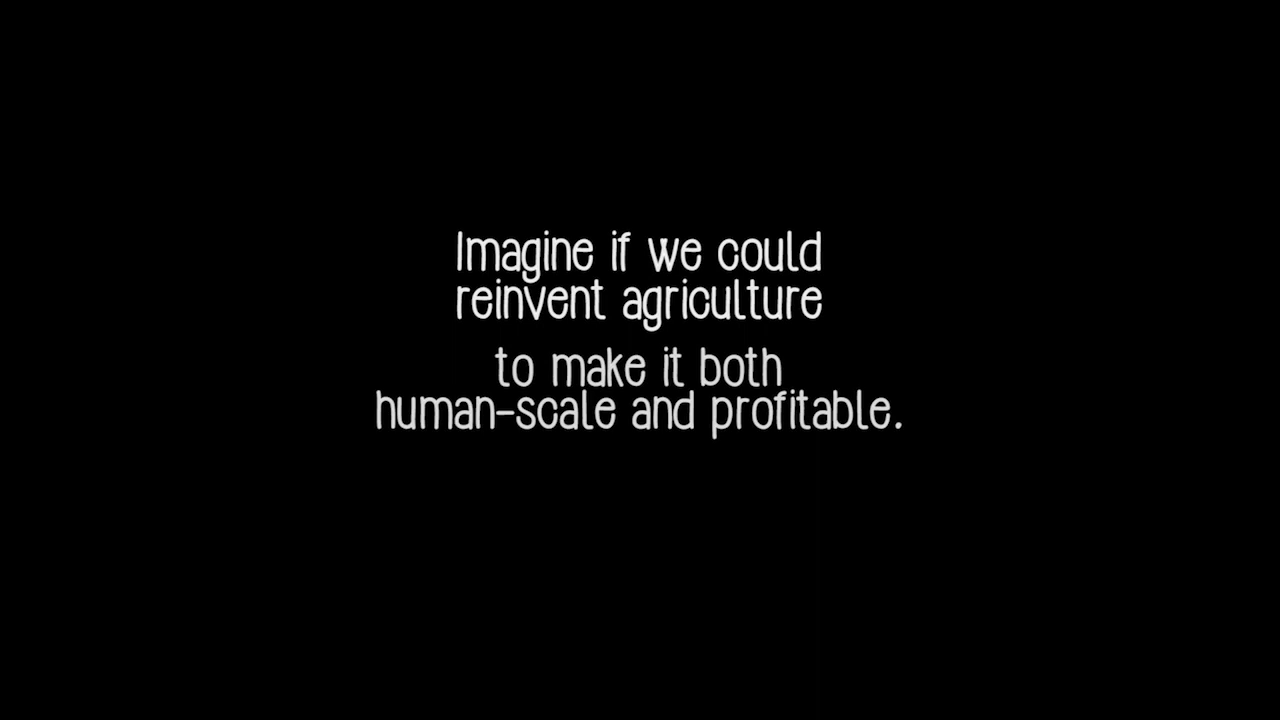 Imagine if we could
reinvent agriculture
to make it both
human-scale and profitable.